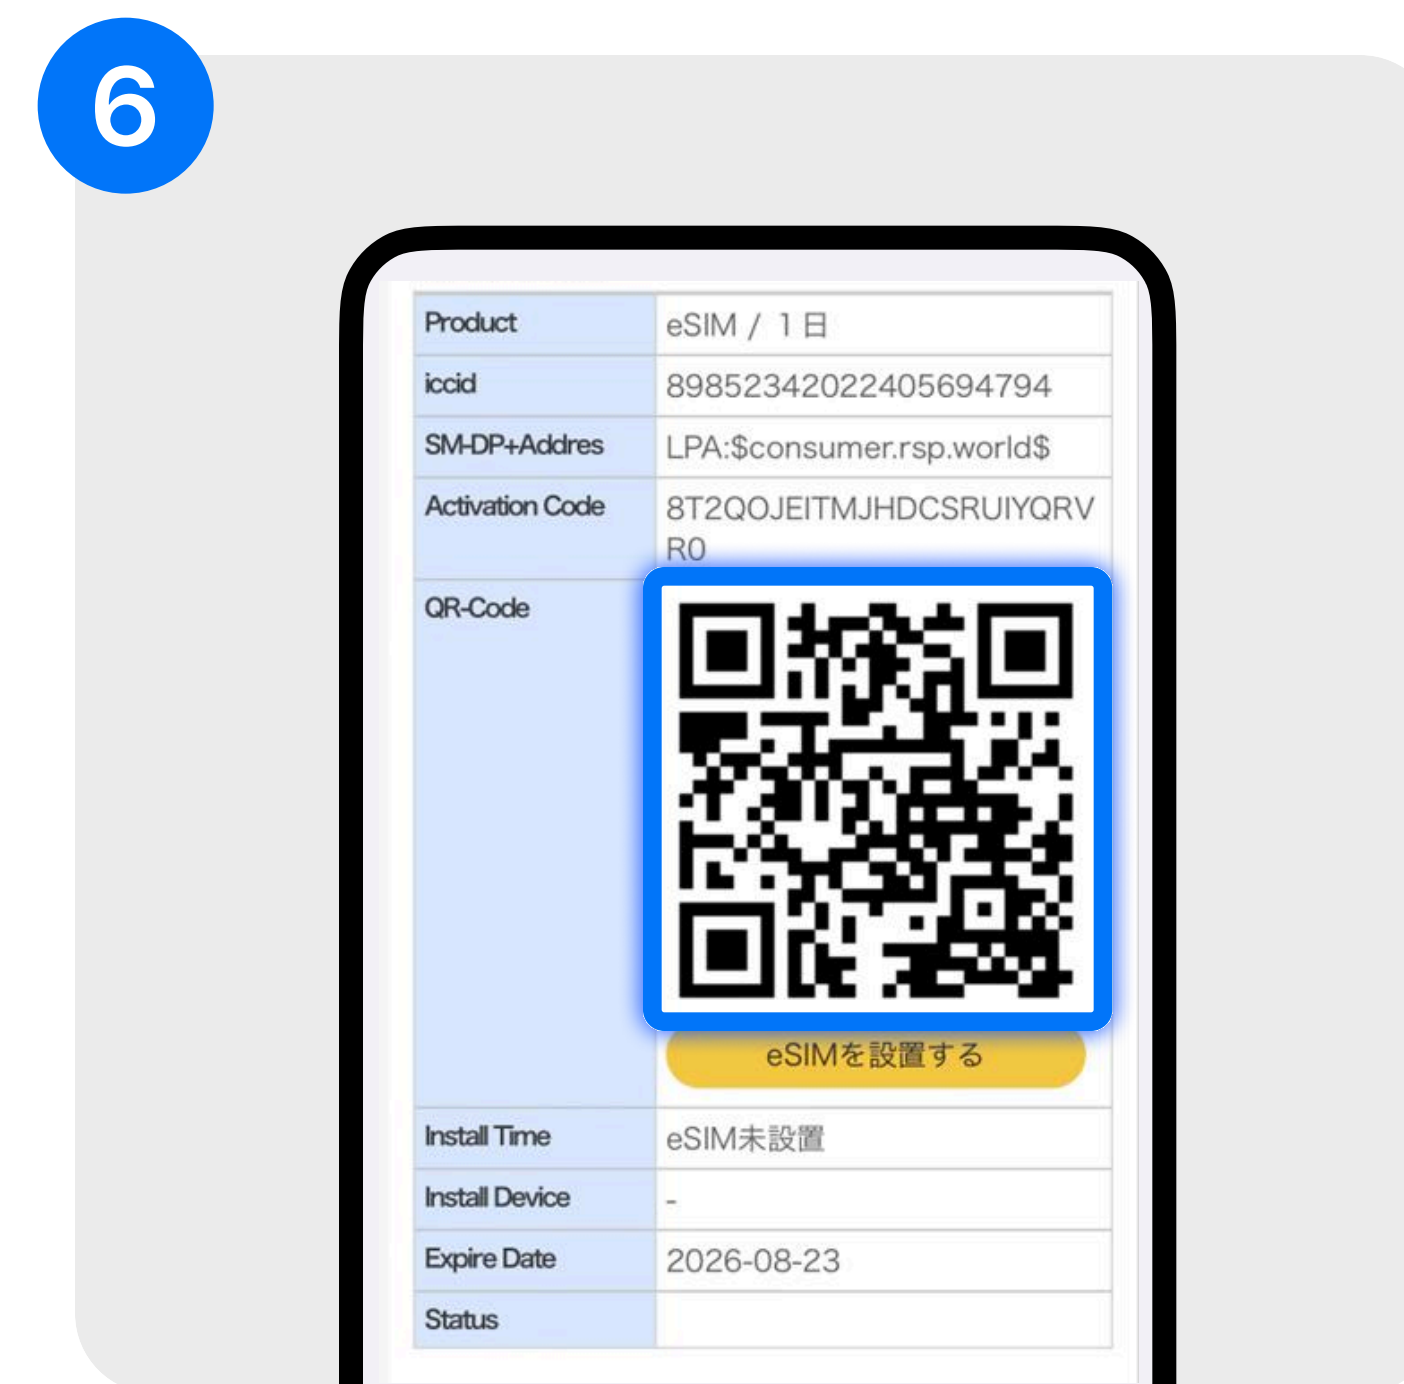 6
Product
eSIM / 1日
iccid
89852342022405694794
SM-DP+Addres
LPA:$consumer.rsp.world$
Activation Code
8T2QOJEITMJHDCSRUIYQRV
R0
QR-Code
eSIMを設置する
Install Time
eSIM未設置
Install Device
-
Expire Date
2026-08-23
Status